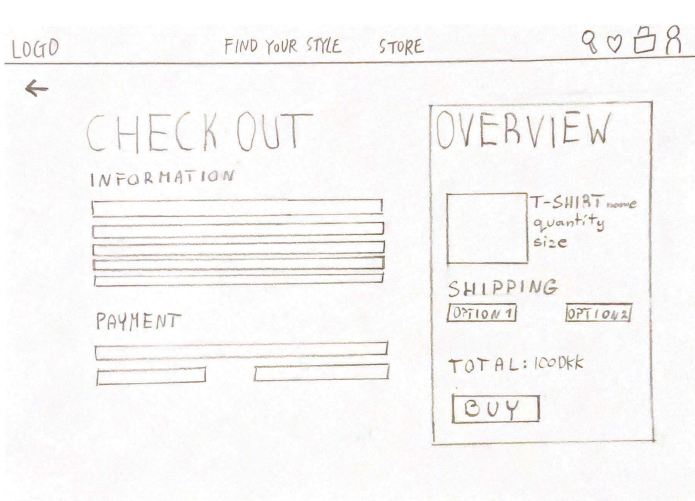 LOGO FIND YOUR STYLE STORE
CHECK OUT
INFORMATION
PAYMENT
OVERVIEW
T-SHIRT name
quantity
size
SHIPPING
OPTION 1 OPTION 2
TOTAL: 100DKK
BUY